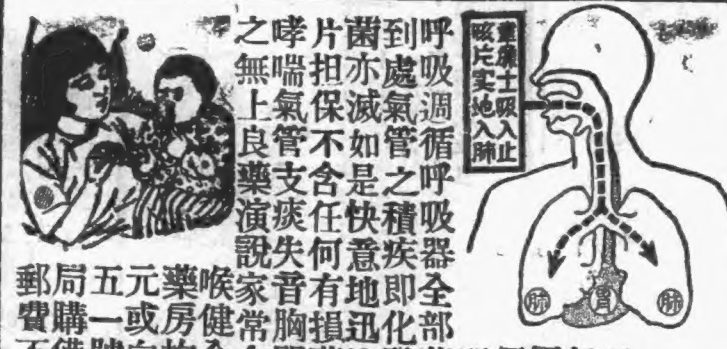 韋廉士吸入止
咳片实地入肺
肺
胃
肺
呼吸週循呼吸器全部
到處氣管之積疾即化
菌亦滅如是快意地迅
片担保不含任何有損
哮喘氣管支痰失音胸
之無上良藥演說家常
喉健
藥房
元或
五一
局購
郵費